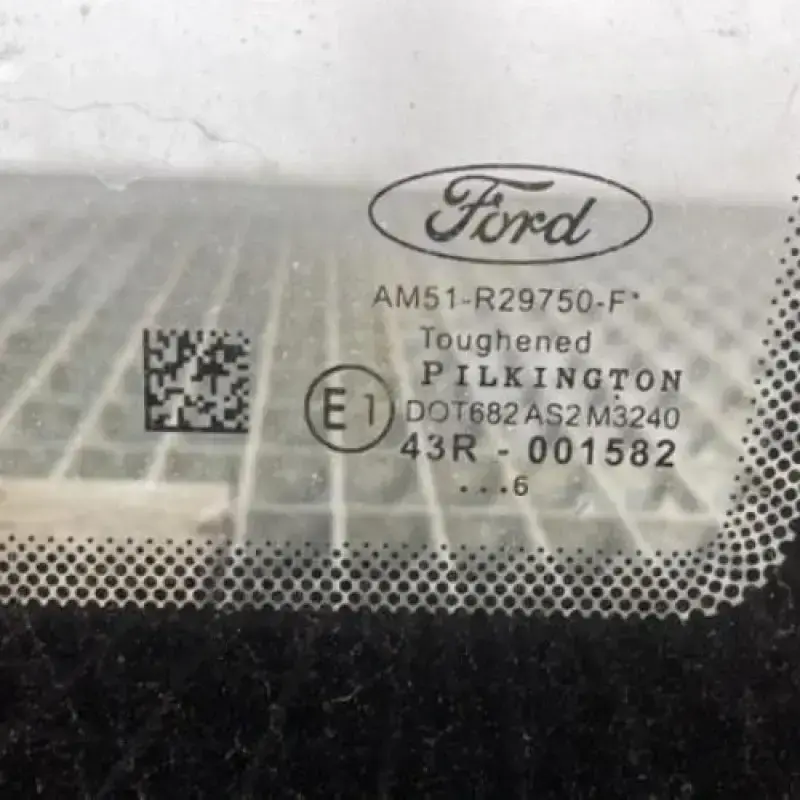 Ford
AM51-R29750-F
Toughened
PILKINGTON
E1 DOT682 AS2 M3240
43R - 001582
...6